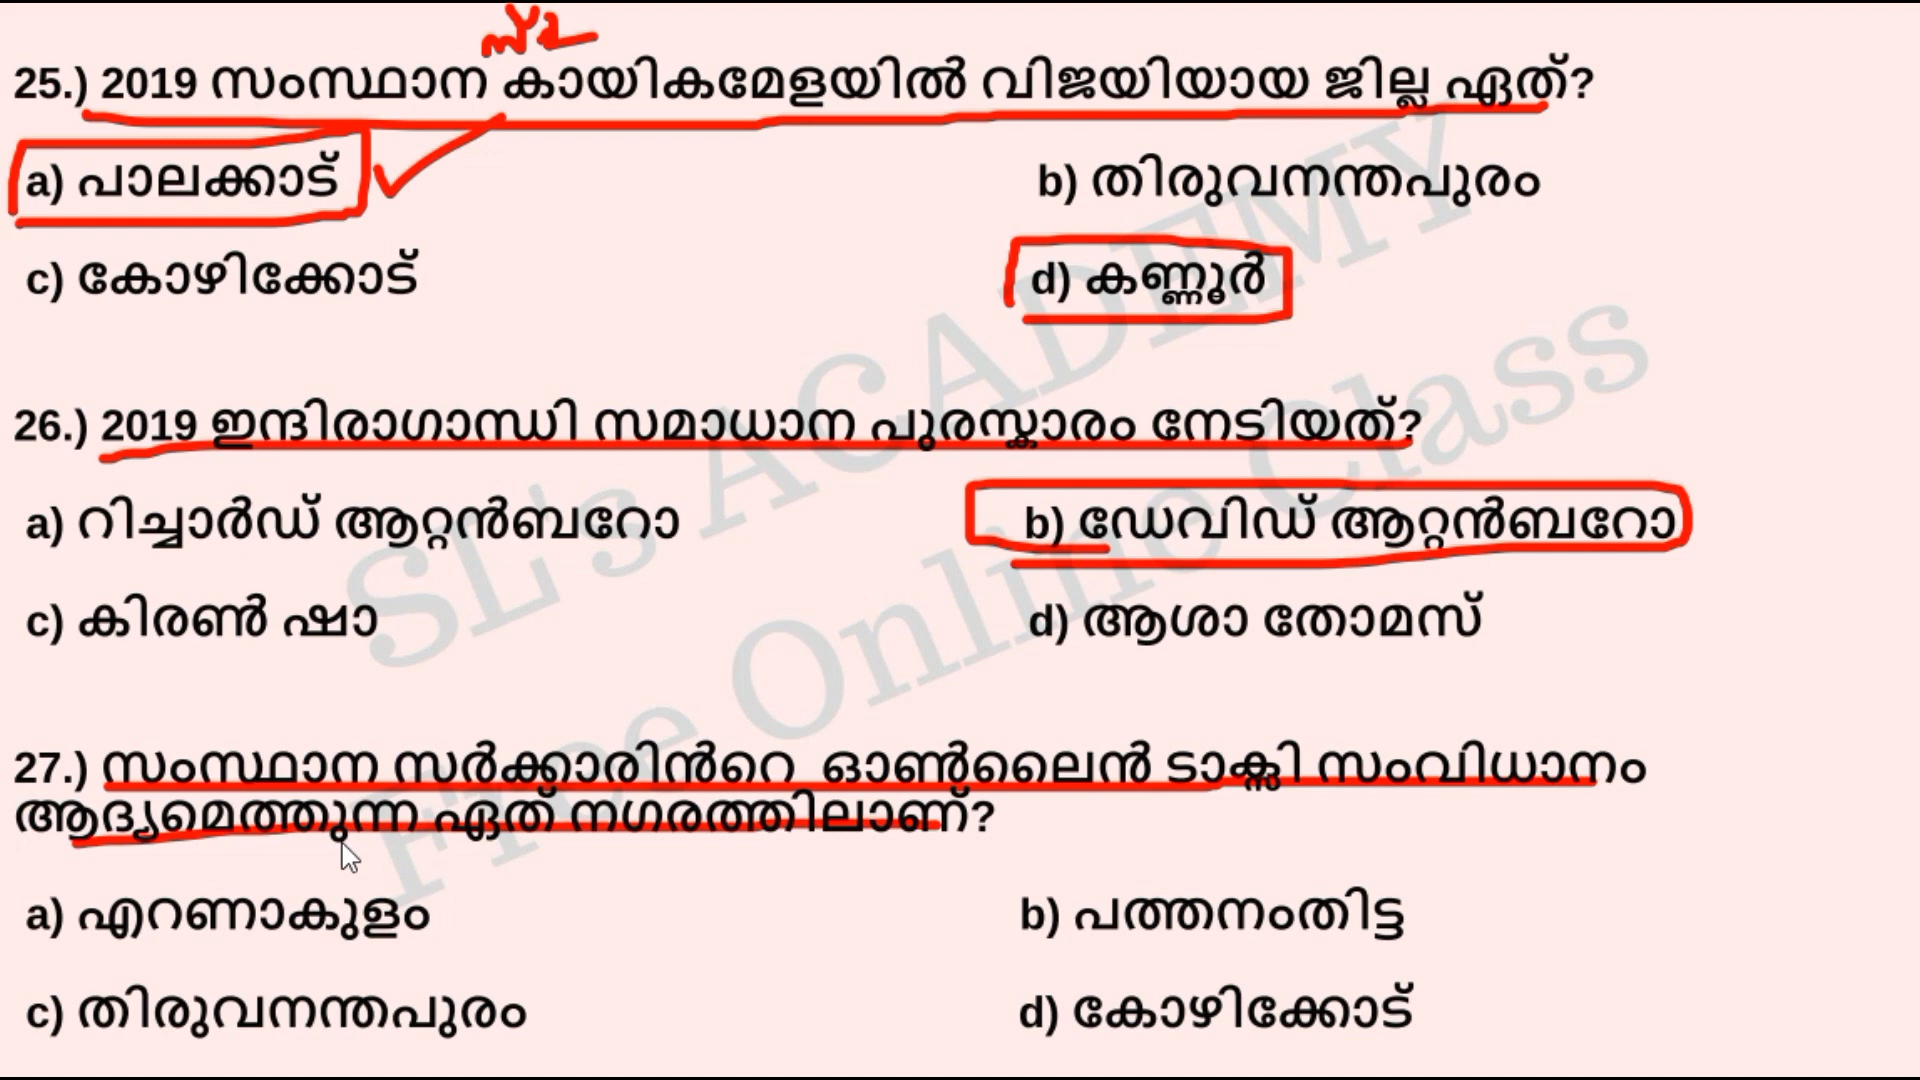 25.) 2019 സംസ്ഥാന കായികമേളയിൽ വിജയിയായ ജില്ല ഏത്?
a) പാലക്കാട് b) തിരുവനന്തപുരം
c) കോഴിക്കോട് d) കണ്ണൂർ
26.) 2019 ഇന്ദിരാഗാന്ധി സമാധാന പുരസ്കാരം നേടിയത്?
a) റിച്ചാർഡ് ആറ്റൻബറോ b) ഡേവിഡ് ആറ്റൻബറോ
c) കിരൺ ഷാ d) ആശാ തോമസ്
27.) സംസ്ഥാന സർക്കാരിൻറെ ഓൺലൈൻ ടാക്സി സംവിധാനം
ആദ്യമെത്തുന്ന ഏത് നഗരത്തിലാണ്?
a) എറണാകുളം b) പത്തനംതിട്ട
c) തിരുവനന്തപുരം d) കോഴിക്കോട്
SL's ACADEMY
Free Online Class